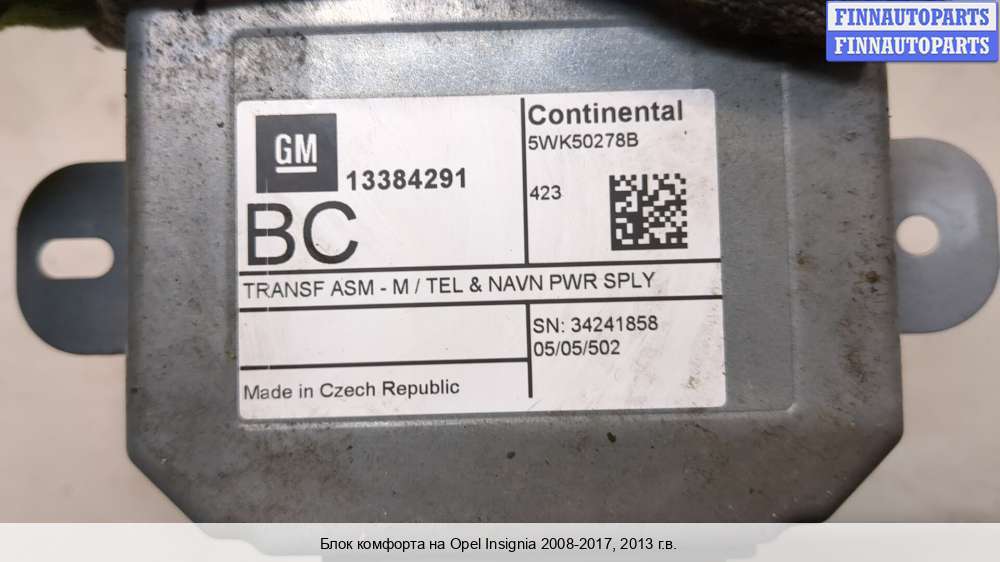 FINNAUTOPARTS
FINNAUTOPARTS
GM
13384291
BC
Continental
5WK50278B
423
TRANSF ASM - M / TEL & NAVN PWR SPLY
SN: 34241858
05/05/502
Made in Czech Republic
Блок комфорта на Opel Insignia 2008-2017, 2013 г.в.